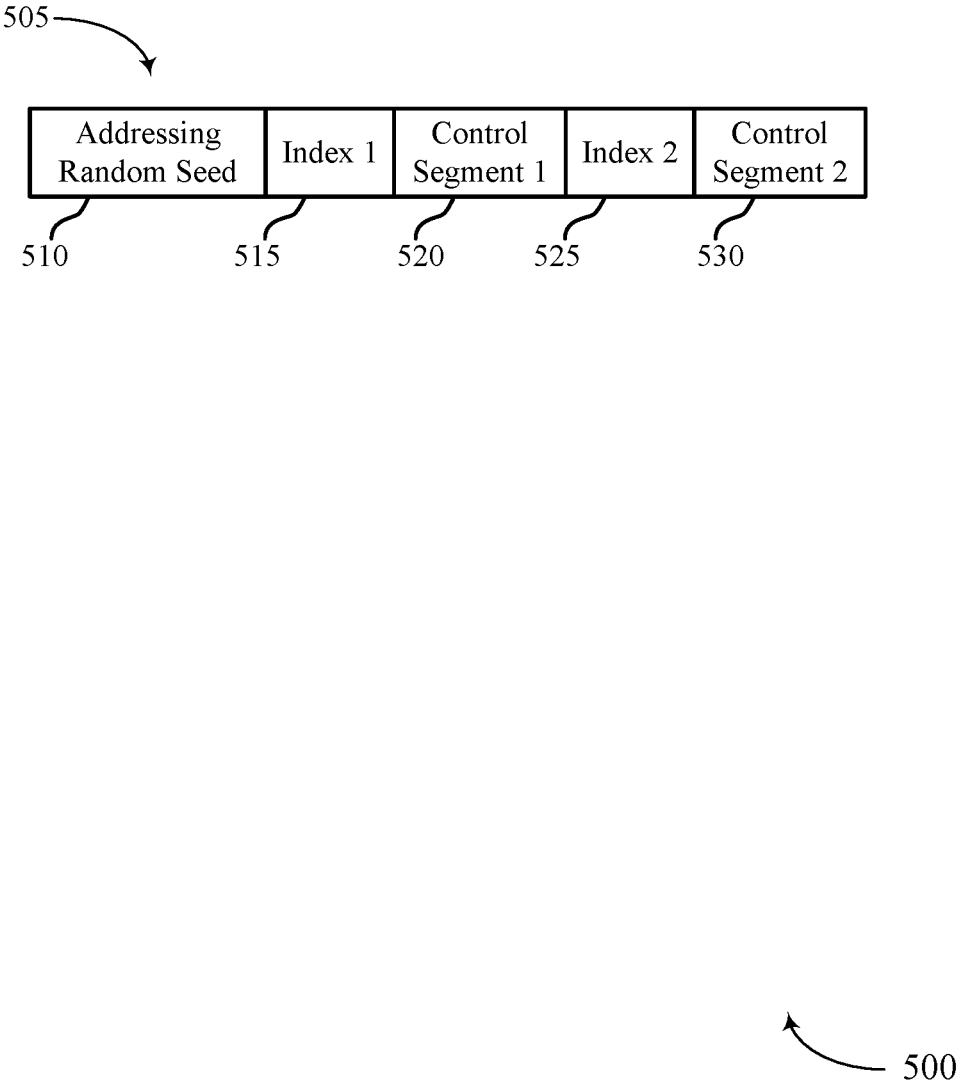 505
Addressing
Random Seed
Index 1
Control
Segment 1
Index 2
Control
Segment 2
510
515
520
525
530
500